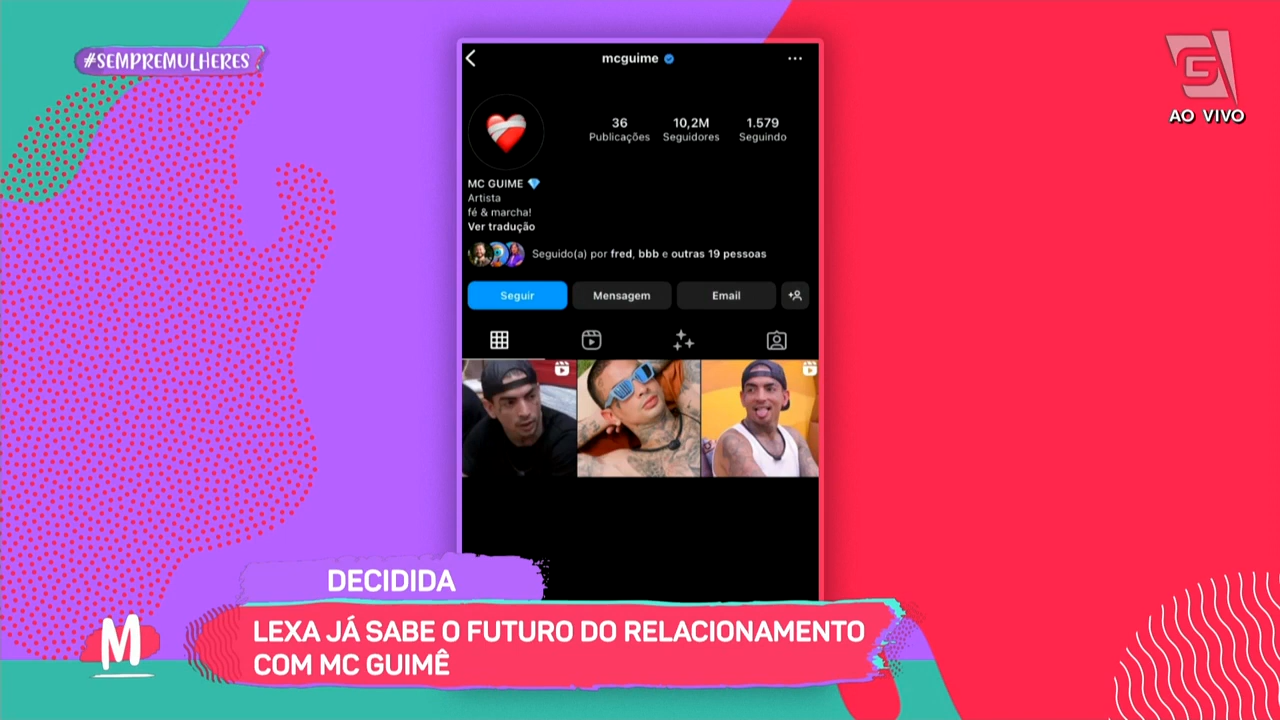 #SEMPREMULHERES
mcguime
AO VIVO
36
10,2M
1.579
Publicações
Seguidores
Seguindo
MC GUIME
Artista
fé & marcha!
Ver tradução
Seguido(a) por fred, bbb e outras 19 pessoas
Seguir
Mensagem
Email
DECIDIDA
M
LEXA JÁ SABE O FUTURO DO RELACIONAMENTO
COM MC GUIMÊ